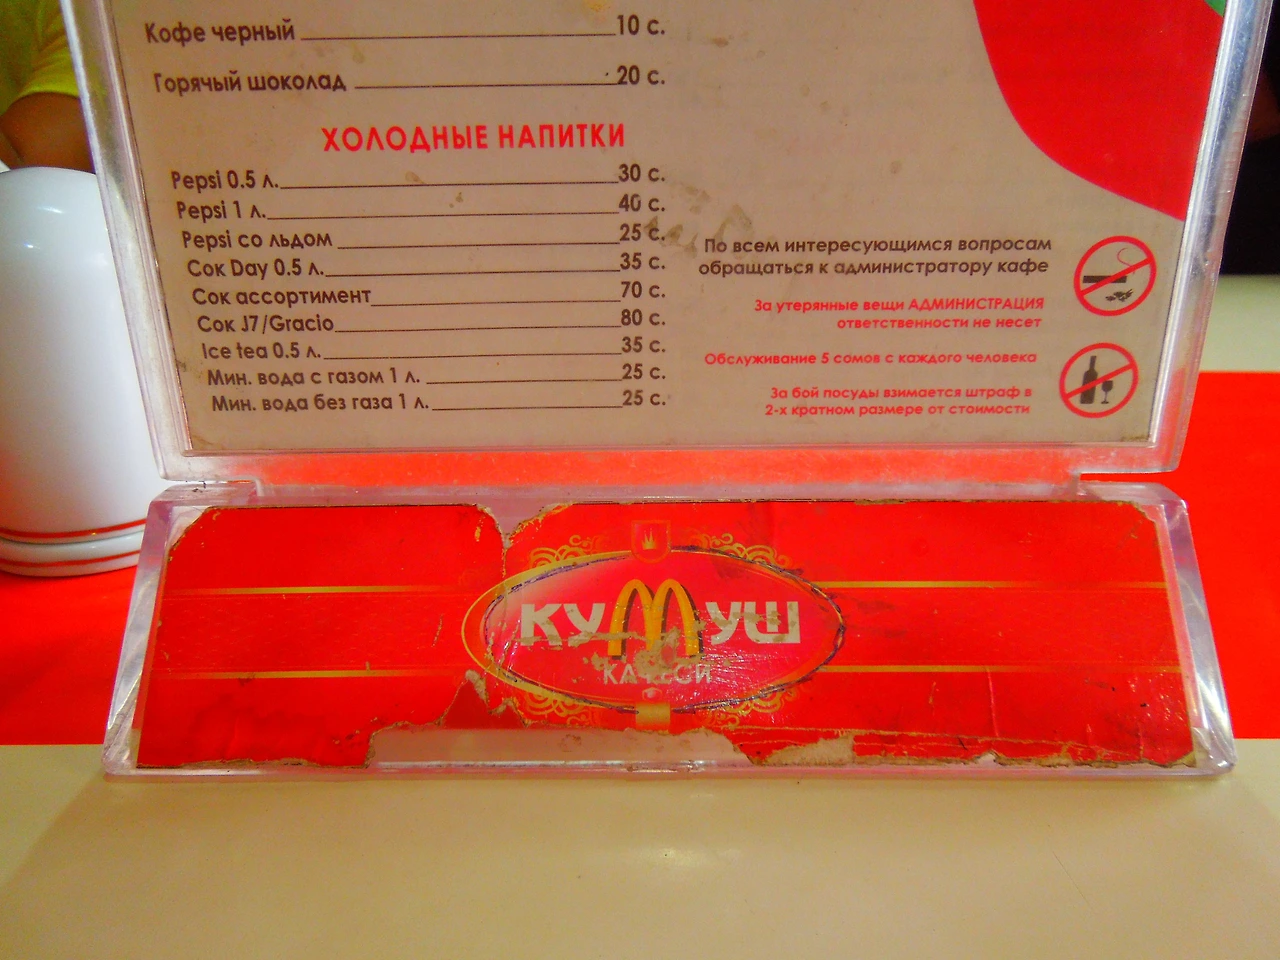 Кофе черный 10 с.
Горячый шоколад 20 с.
ХОЛОДНЫЕ НАПИТКИ
Pepsi 0.5 л. 30 с.
Pepsi 1 л. 40 с.
Pepsi со льдом 25 с.
Сок Day 0.5 л. 35 с.
Сок ассортимент 70 с.
Сок J7/Gracio 80 с.
Ice tea 0.5 л. 35 с.
Мин. вода с газом 1 л. 25 с.
Мин. вода без газа 1 л. 25 с.
По всем интересующимся вопросам
обращаться к администратору кафе
За утерянные вещи АДМИНИСТРАЦИЯ
ответственности не несет
Обслуживание 5 сомов с каждого человека
За бой посуды взимается штраф в
2-х кратном размере от стоимости
КУМУШ